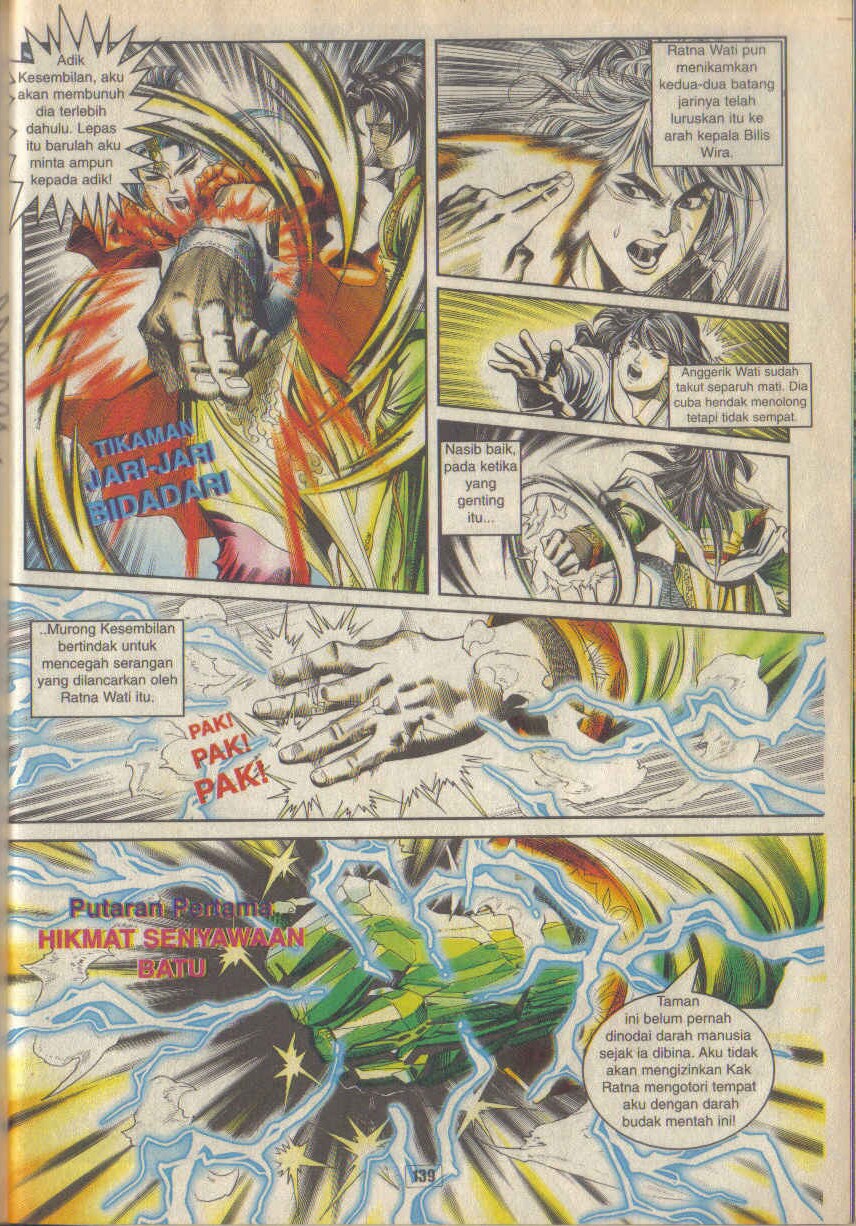 Adik
Kesembilan, aku
akan membunuh
dia terlebih
dahulu. Lepas
itu barulah aku
minta ampun
kepada adik!
TIKAMAN
JARI-JARI
BIDADARI
Ratna Wati pun
menikamkan
kedua-dua batang
jarinya telah
luruskan itu ke
arah kepala Bilis
Wira.
Anggerik Wati sudah
takut separuh mati. Dia
cuba hendak menolong
tetapi tidak sempat.
Nasib baik,
pada ketika
yang
genting
itu...
..Murong Kesembilan
bertindak untuk
mencegah serangan
yang dilancarkan oleh
Ratna Wati itu.
PAK!
PAK!
PAK!
Putaran Pertama
HIKMAT SENYAWAAN
BATU
Taman
ini belum pernah
dinodai darah manusia
sejak ia dibina. Aku tidak
akan mengizinkan Kak
Ratna mengotori tempat
aku dengan darah
budak mentah ini!
139